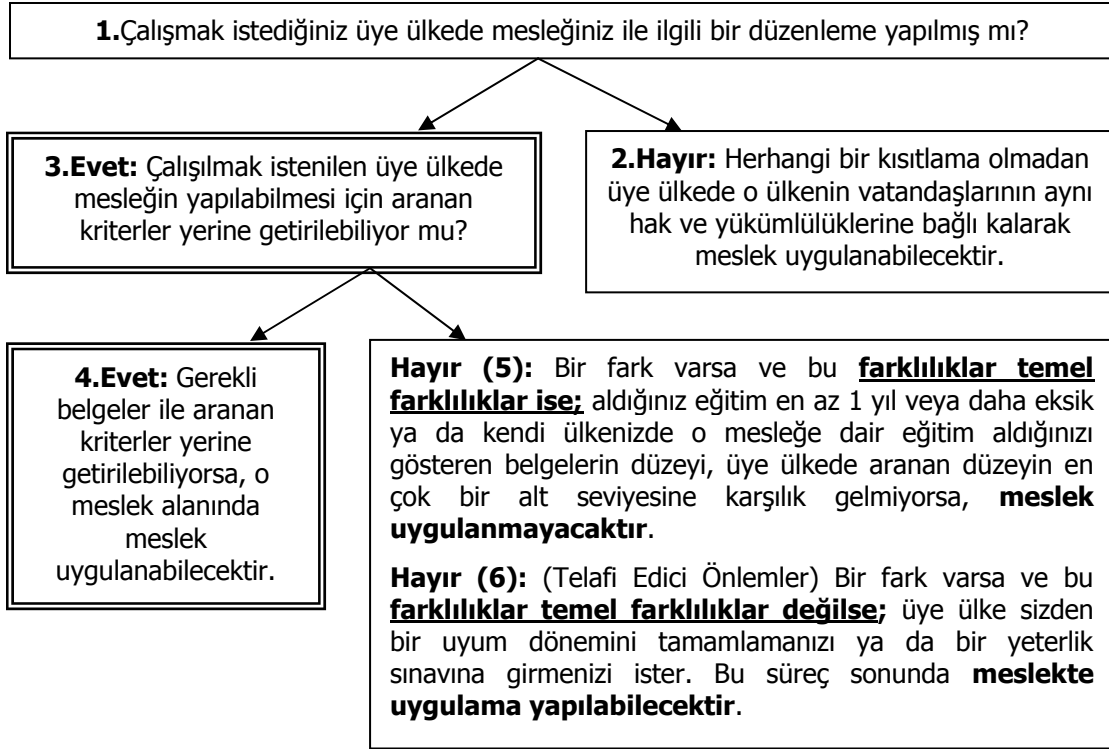 1.Çalışmak istediğiniz üye ülkede mesleğiniz ile ilgili bir düzenleme yapılmış mı?
3.Evet: Çalışılmak istenilen üye ülkede
mesleğin yapılabilmesi için aranan
kriterler yerine getirilebiliyor mu?
2.Hayır: Herhangi bir kısıtlama olmadan
üye ülkede o ülkenin vatandaşlarının aynı
hak ve yükümlülüklerine bağlı kalarak
meslek uygulanabilecektir.
4.Evet: Gerekli
belgeler ile aranan
kriterler yerine
getirilebiliyorsa, o
meslek alanında
meslek
uygulanabilecektir.
Hayır (5): Bir fark varsa ve bu farklılıklar temel
farklılıklar ise; aldığınız eğitim en az 1 yıl veya daha eksik
ya da kendi ülkenizde o mesleğe dair eğitim aldığınızı
gösteren belgelerin düzeyi, üye ülkede aranan düzeyin en
çok bir alt seviyesine karşılık gelmiyorsa, meslek
uygulanmayacaktır.
Hayır (6): (Telafi Edici Önlemler) Bir fark varsa ve bu
farklılıklar temel farklılıklar değilse; üye ülke sizden
bir uyum dönemini tamamlamanızı ya da bir yeterlik
sınavına girmenizi ister. Bu süreç sonunda meslekte
uygulama yapılabilecektir.